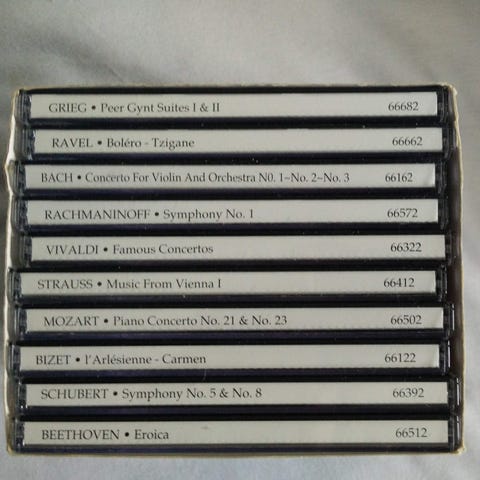 GRIEG • Peer Gynt Suites I & II 66682
RAVEL • Boléro - Tzigane 66662
BACH • Concerto For Violin And Orchestra N0. 1~No. 2~No. 3 66162
RACHMANINOFF • Symphony No. 1 66572
VIVALDI • Famous Concertos 66322
STRAUSS • Music From Vienna I 66412
MOZART • Piano Concerto No. 21 & No. 23 66502
BIZET • l'Arlésienne - Carmen 66122
SCHUBERT • Symphony No. 5 & No. 8 66392
BEETHOVEN • Eroica 66512